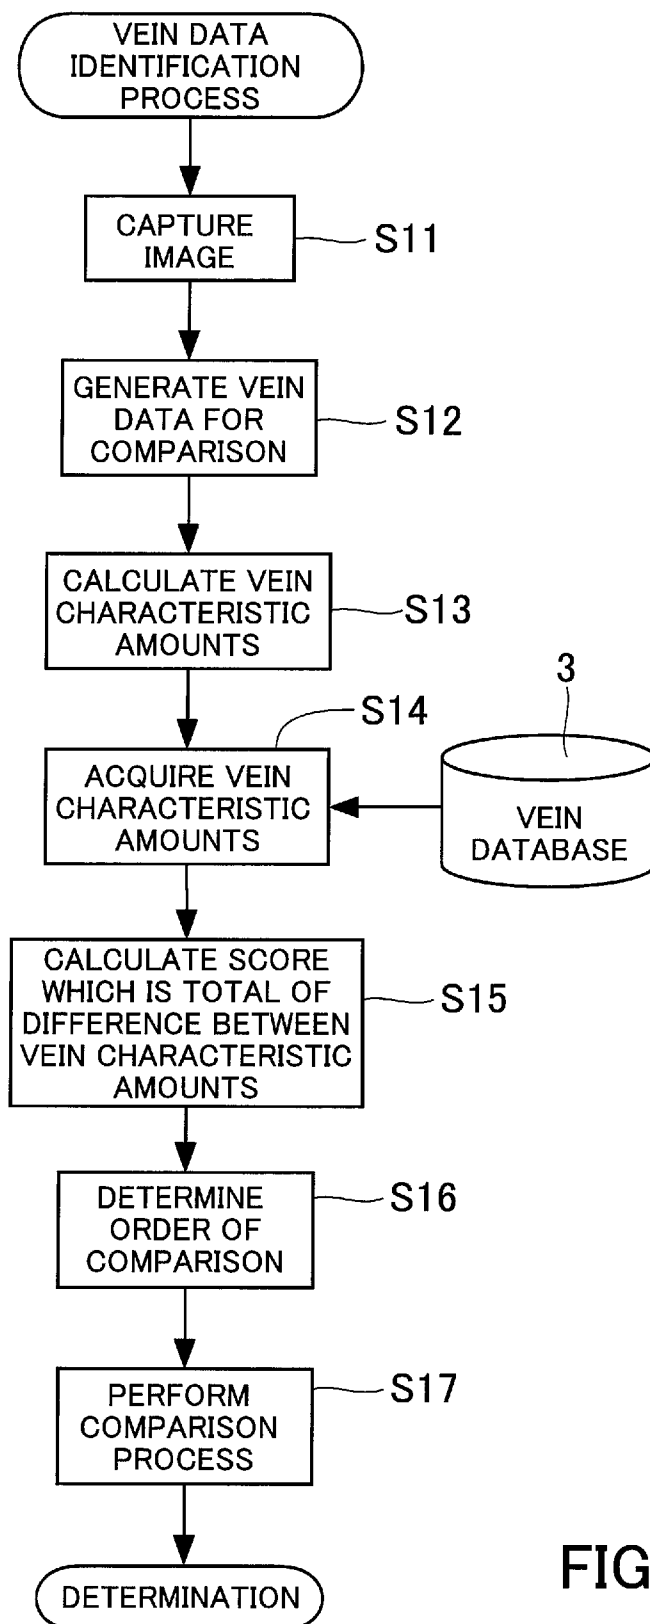 VEIN DATA
IDENTIFICATION
PROCESS
CAPTURE
IMAGE
S11
GENERATE VEIN
DATA FOR
COMPARISON
S12
CALCULATE VEIN
CHARACTERISTIC
AMOUNTS
S13
S14
3
ACQUIRE VEIN
CHARACTERISTIC
AMOUNTS
VEIN
DATABASE
CALCULATE SCORE
WHICH IS TOTAL OF
DIFFERENCE BETWEEN
VEIN CHARACTERISTIC
AMOUNTS
S15
DETERMINE
ORDER OF
COMPARISON
S16
PERFORM
COMPARISON
PROCESS
S17
DETERMINATION
FIG